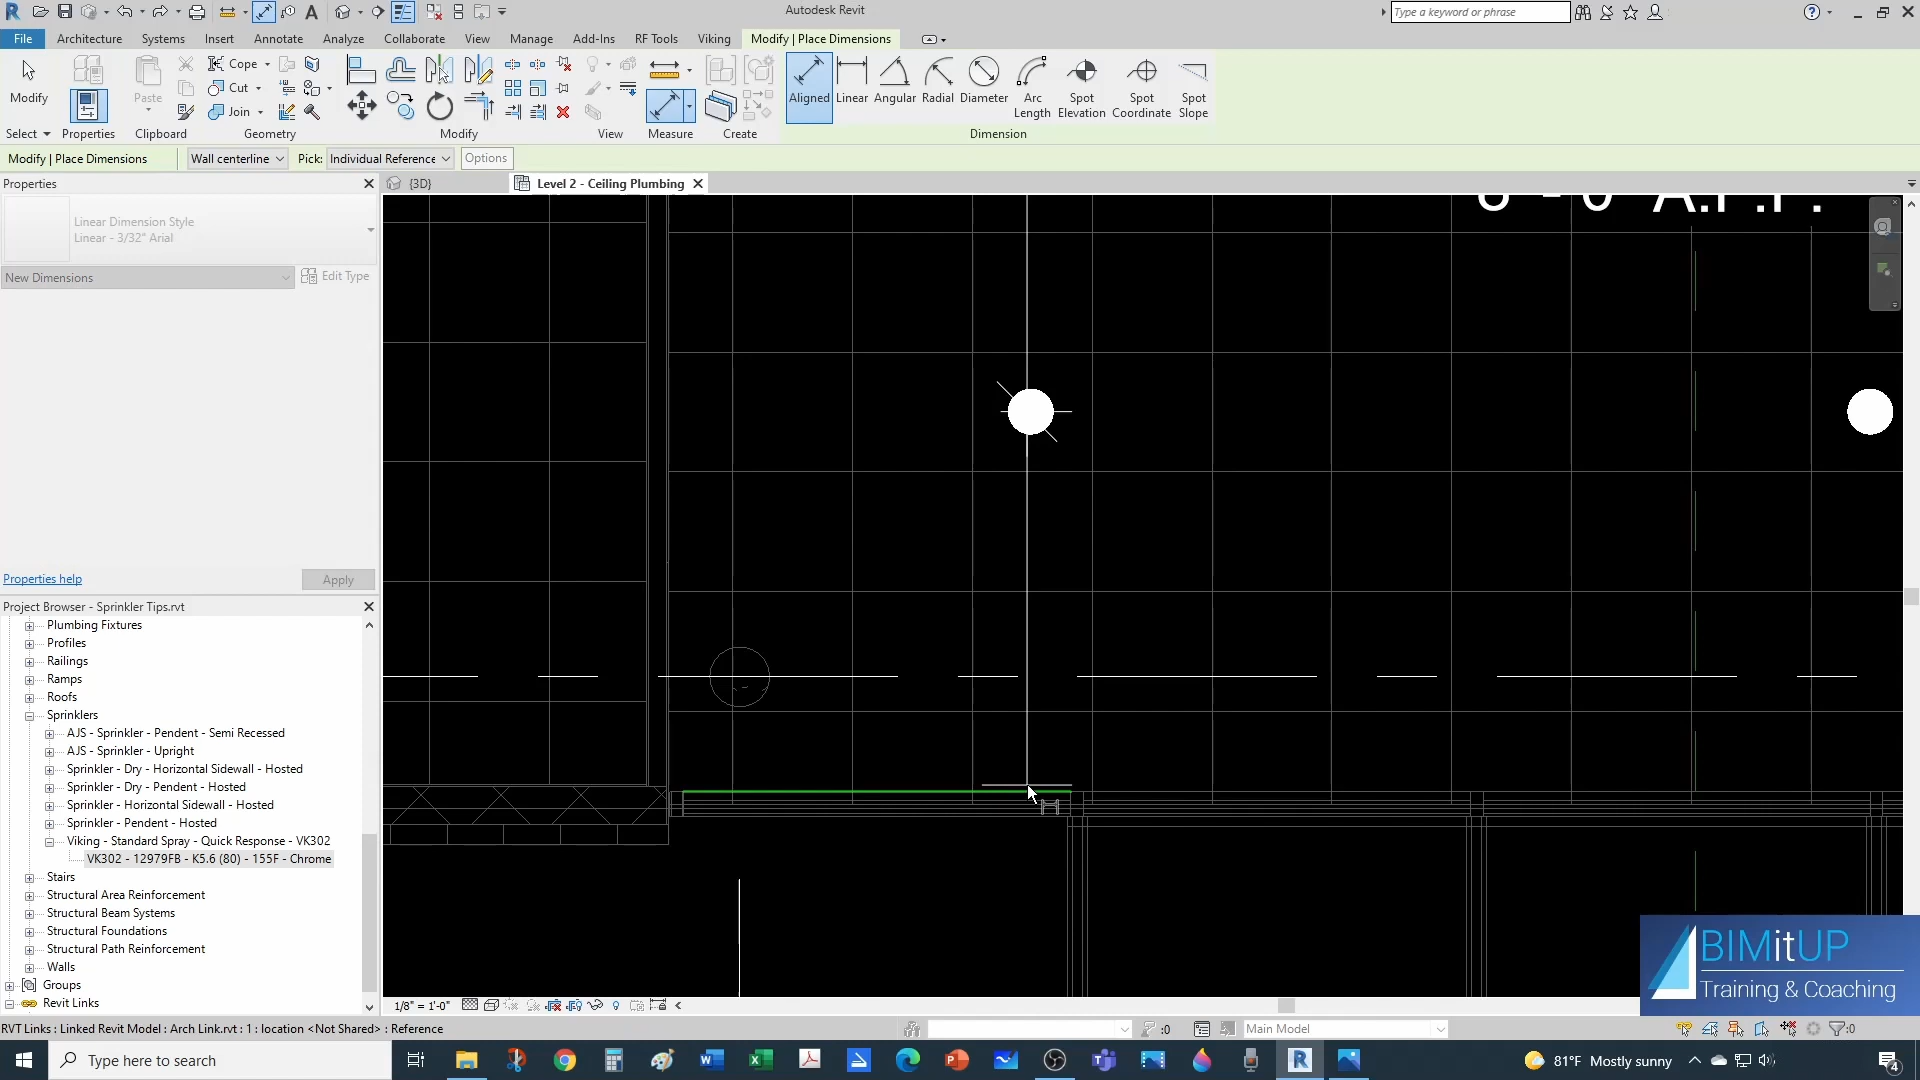 Autodesk Revit
Type a keyword or phrase
File Architecture Systems Insert Annotate Analyze Collaborate View Manage Add-Ins RF Tools Viking Modify | Place Dimensions
Modify Paste Cope Cut Join
Aligned Linear Angular Radial Diameter Arc Length Spot Elevation Spot Coordinate Spot Slope
Select Properties Clipboard Geometry Modify View Measure Create Dimension
Modify | Place Dimensions Wall centerline Pick: Individual Reference Options
Properties
{3D} Level 2 - Ceiling Plumbing
Linear Dimension Style
Linear - 3/32" Arial
New Dimensions Edit Type
Properties help Apply
Project Browser - Sprinkler Tips.rvt
Plumbing Fixtures
Profiles
Railings
Ramps
Roofs
Sprinklers
AJS - Sprinkler - Pendent - Semi Recessed
AJS - Sprinkler - Upright
Sprinkler - Dry - Horizontal Sidewall - Hosted
Sprinkler - Dry - Pendent - Hosted
Sprinkler - Horizontal Sidewall - Hosted
Sprinkler - Pendent - Hosted
Viking - Standard Spray - Quick Response - VK302
VK302 - 12979FB - K5.6 (80) - 155F - Chrome
Stairs
Structural Area Reinforcement
Structural Beam Systems
Structural Foundations
Structural Path Reinforcement
Walls
Groups
Revit Links
BIMitUP
Training & Coaching
1/8" = 1'-0"
RVT Links : Linked Revit Model : Arch Link.rvt : 1 : location <Not Shared> : Reference
:0 Main Model :0
Type here to search
81°F Mostly sunny
4